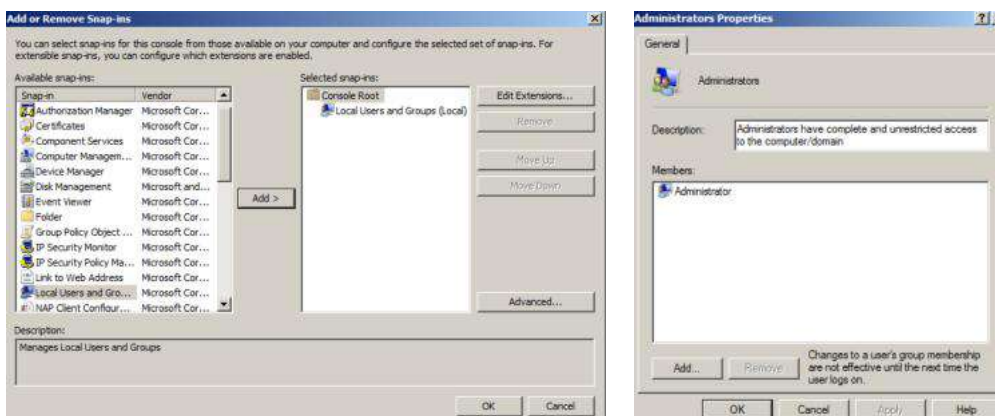 Add or Remove Snap-ins
You can select snap-ins for this console from those available on your computer and configure the selected set of snap-ins. For
extensible snap-ins, you can configure which extensions are enabled.
Available snap-ins:
Snap-in Vendor
Authorization Manager Microsoft Cor...
Certificates Microsoft Cor...
Component Services Microsoft Cor...
Computer Managem... Microsoft Cor...
Device Manager Microsoft Cor...
Disk Management Microsoft and...
Event Viewer Microsoft Cor...
Folder Microsoft Cor...
Group Policy Object ... Microsoft Cor...
IP Security Monitor Microsoft Cor...
IP Security Policy Ma... Microsoft Cor...
Link to Web Address Microsoft Cor...
Local Users and Gro... Microsoft Cor...
NAP Client Configur... Microsoft Cor...
Add >
Selected snap-ins:
Console Root
Local Users and Groups (Local)
Edit Extensions...
Remove
Move Up
Move Down
Advanced...
Description:
Manages Local Users and Groups
OK Cancel
Administrators Properties
General
Administrators
Description: Administrators have complete and unrestricted access
to the computer/domain
Members:
Administrator
Add... Remove
Changes to a user's group membership
are not effective until the next time the
user logs on.
OK Cancel Apply Help